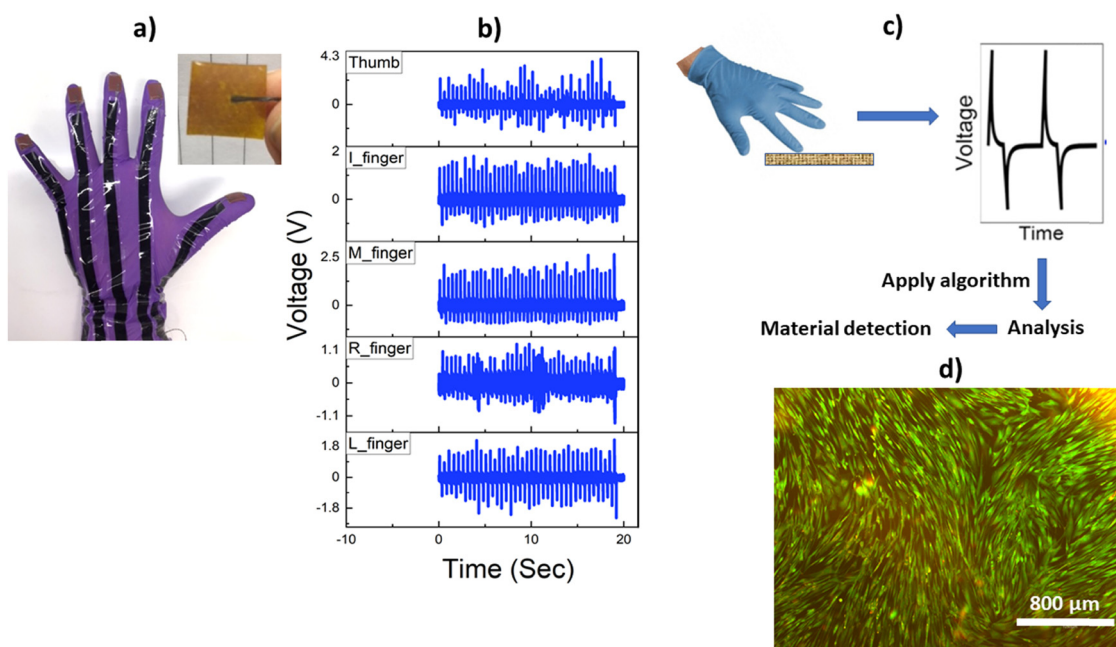 a)
b)
Voltage (V)
Thumb
4.3
0
I_finger
2
0
M_finger
2.5
0
R_finger
1.1
0
-1.1
L_finger
1.8
0
-1.8
-10
0
10
20
Time (Sec)
c)
Voltage
Time
Apply algorithm
Material detection
Analysis
d)
800 µm